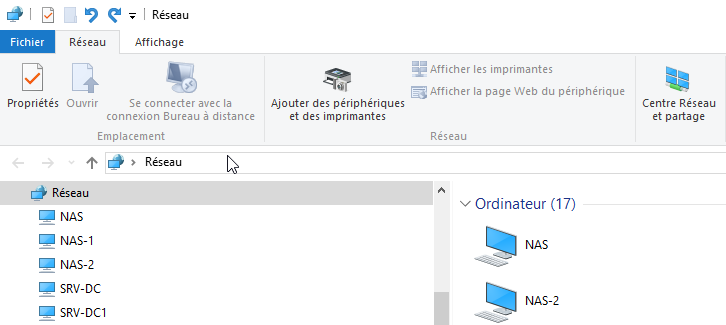 Réseau
Fichier Réseau Affichage
Propriétés
Ouvrir
Se connecter avec la
connexion Bureau à distance
Emplacement
Ajouter des périphériques
et des imprimantes
Afficher les imprimantes
Afficher la page Web du périphérique
Réseau
Centre Réseau
et partage
Réseau
Réseau
NAS
NAS-1
NAS-2
SRV-DC
SRV-DC1
Ordinateur (17)
NAS
NAS-2